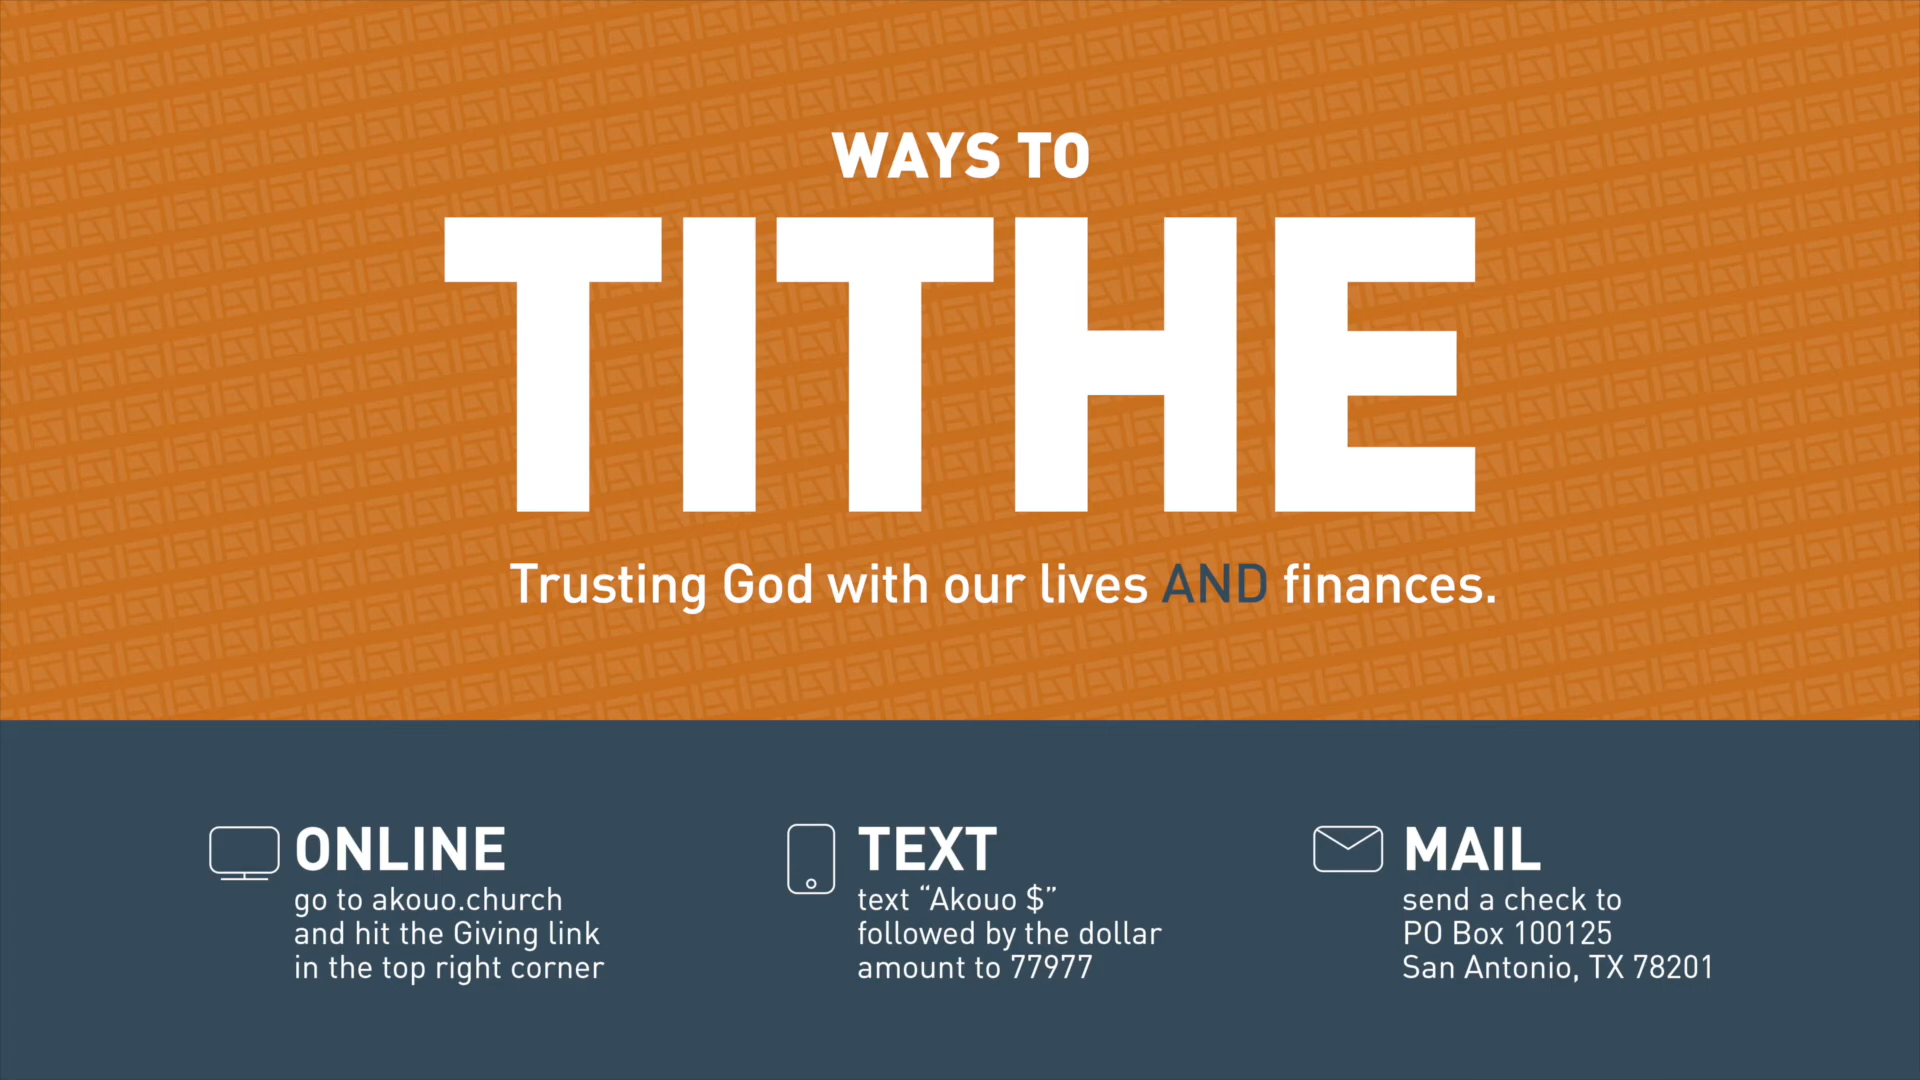 WAYS TO
TITHE
Trusting God with our lives AND finances.
ONLINE
go to akouo.church
and hit the Giving link
in the top right corner
TEXT
text “Akouo $”
followed by the dollar
amount to 77977
MAIL
send a check to
PO Box 100125
San Antonio, TX 78201